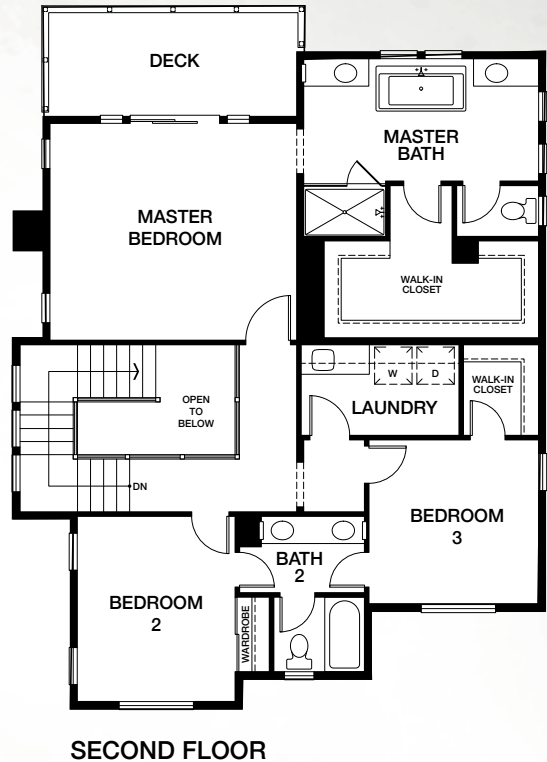 DECK
MASTER
BATH
MASTER
BEDROOM
WALK-IN
CLOSET
W
D
LAUNDRY
WALK-IN
CLOSET
OPEN
TO
BELOW
DN
BEDROOM
3
BATH
2
BEDROOM
2
WARDROBE
SECOND FLOOR